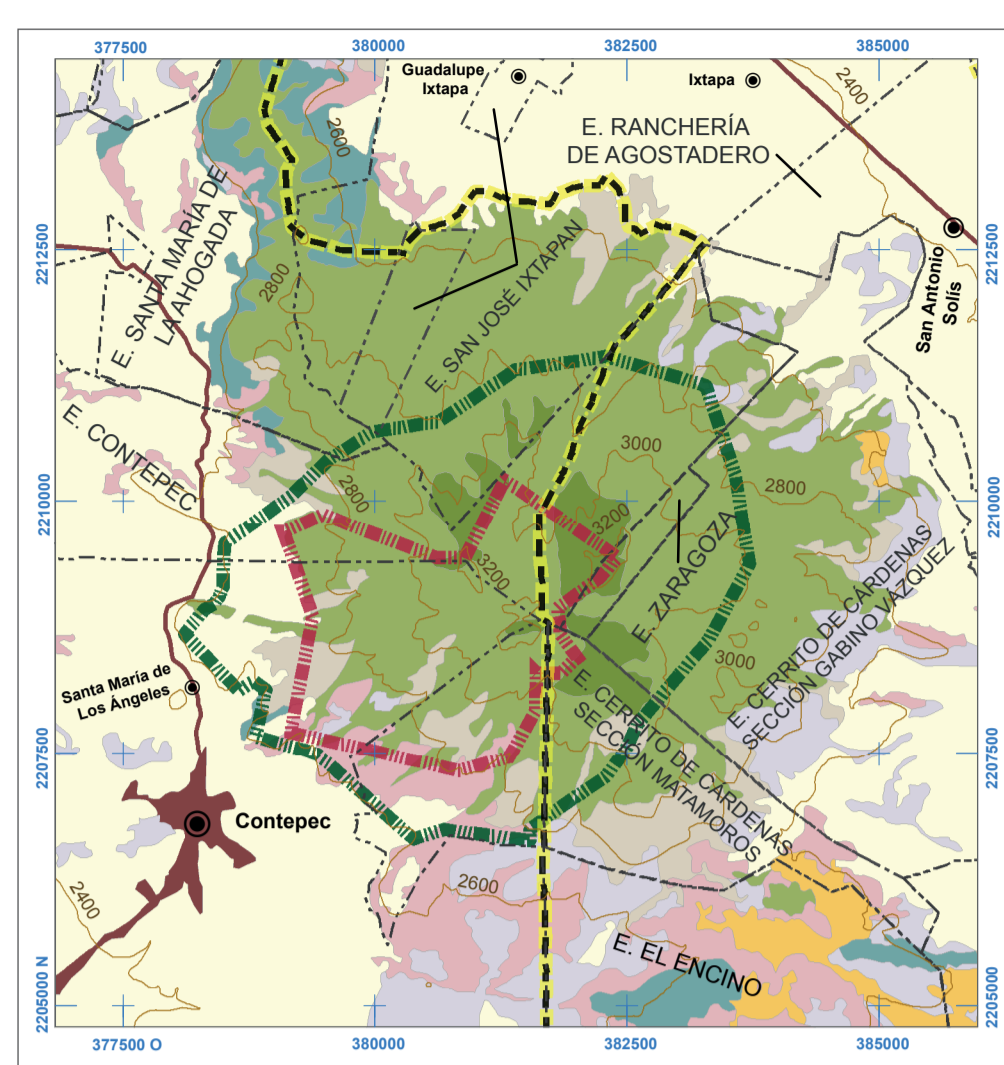 377500
380000
382500
385000
Guadalupe
Ixtapa
Ixtapa
2400
E. RANCHERÍA
DE AGOSTADERO
2600
2212500
2212500
E. SANTA MARÍA DE
LA AHOGADA
2800
E. SAN JOSÉ IXTAPAN
San Antonio
Solís
E. CONTEPEC
3000
2800
2800
2210000
2210000
3200
3200
E. ZARAGOZA
E. CERRITO DE CÁRDENAS
SECCIÓN GABINO VÁZQUEZ
3000
Santa María de
Los Ángeles
E. CERRITO DE CÁRDENAS
SECCIÓN MATAMOROS
2207500
2207500
Contepec
2600
2400
E. EL ENCINO
2205000 N
2205000
377500 O
380000
382500
385000